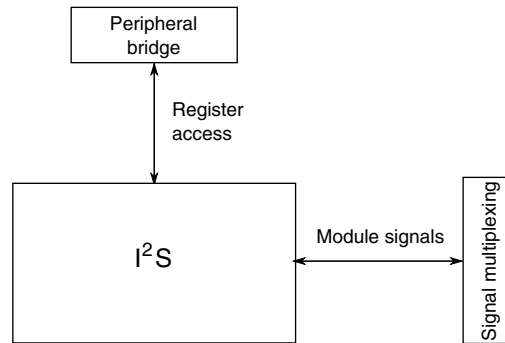 Peripheral
bridge
Register
access
I²S
Module signals
Signal multiplexing